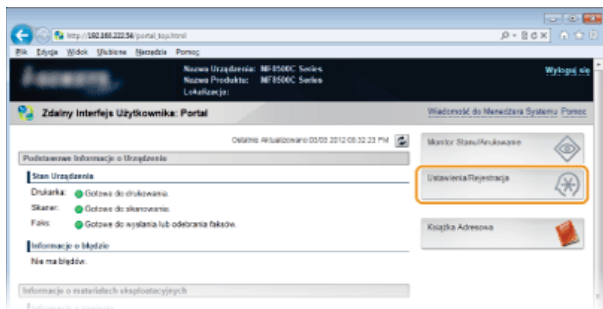 http://192.168.222.54/portal_top.html
Plik Edycja Widok Ulubione Narzędzia Pomoc
Nazwa Urządzenia: MF8500C Series
Nazwa Produktu: MF8500C Series
Lokalizacja:
Wyloguj się
Zdalny Interfejs Użytkownika: Portal
Wiadomość do Menedżera Systemu Pomoc
Ostatnio Aktualizowano:03/03 2012 03:32:23 PM
Monitor Stanu/Anulowanie
Podstawowe Informacje o Urządzeniu
Stan Urządzenia
Ustawienia/Rejestracja
Drukarka: Gotowe do drukowania.
Skaner: Gotowe do skanowania.
Faks: Gotowe do wysłania lub odebrania faksów.
Książka Adresowa
Informacje o błędzie
Nie ma błędów.
Informacje o materiałach eksploatacyjnych